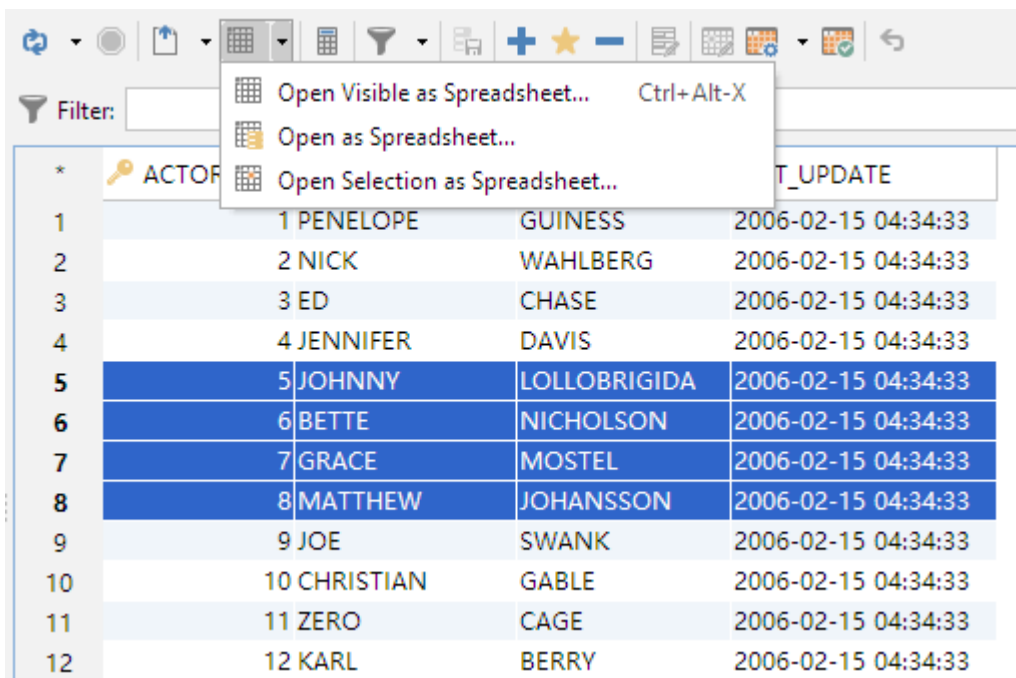 Open Visible as Spreadsheet... Ctrl+Alt-X
Filter:
Open as Spreadsheet...
* ACTOR T_UPDATE
Open Selection as Spreadsheet...
1 1 PENELOPE GUINESS 2006-02-15 04:34:33
2 2 NICK WAHLBERG 2006-02-15 04:34:33
3 3 ED CHASE 2006-02-15 04:34:33
4 4 JENNIFER DAVIS 2006-02-15 04:34:33
5 5 JOHNNY LOLLOBRIGIDA 2006-02-15 04:34:33
6 6 BETTE NICHOLSON 2006-02-15 04:34:33
7 7 GRACE MOSTEL 2006-02-15 04:34:33
8 8 MATTHEW JOHANSSON 2006-02-15 04:34:33
9 9 JOE SWANK 2006-02-15 04:34:33
10 10 CHRISTIAN GABLE 2006-02-15 04:34:33
11 11 ZERO CAGE 2006-02-15 04:34:33
12 12 KARL BERRY 2006-02-15 04:34:33